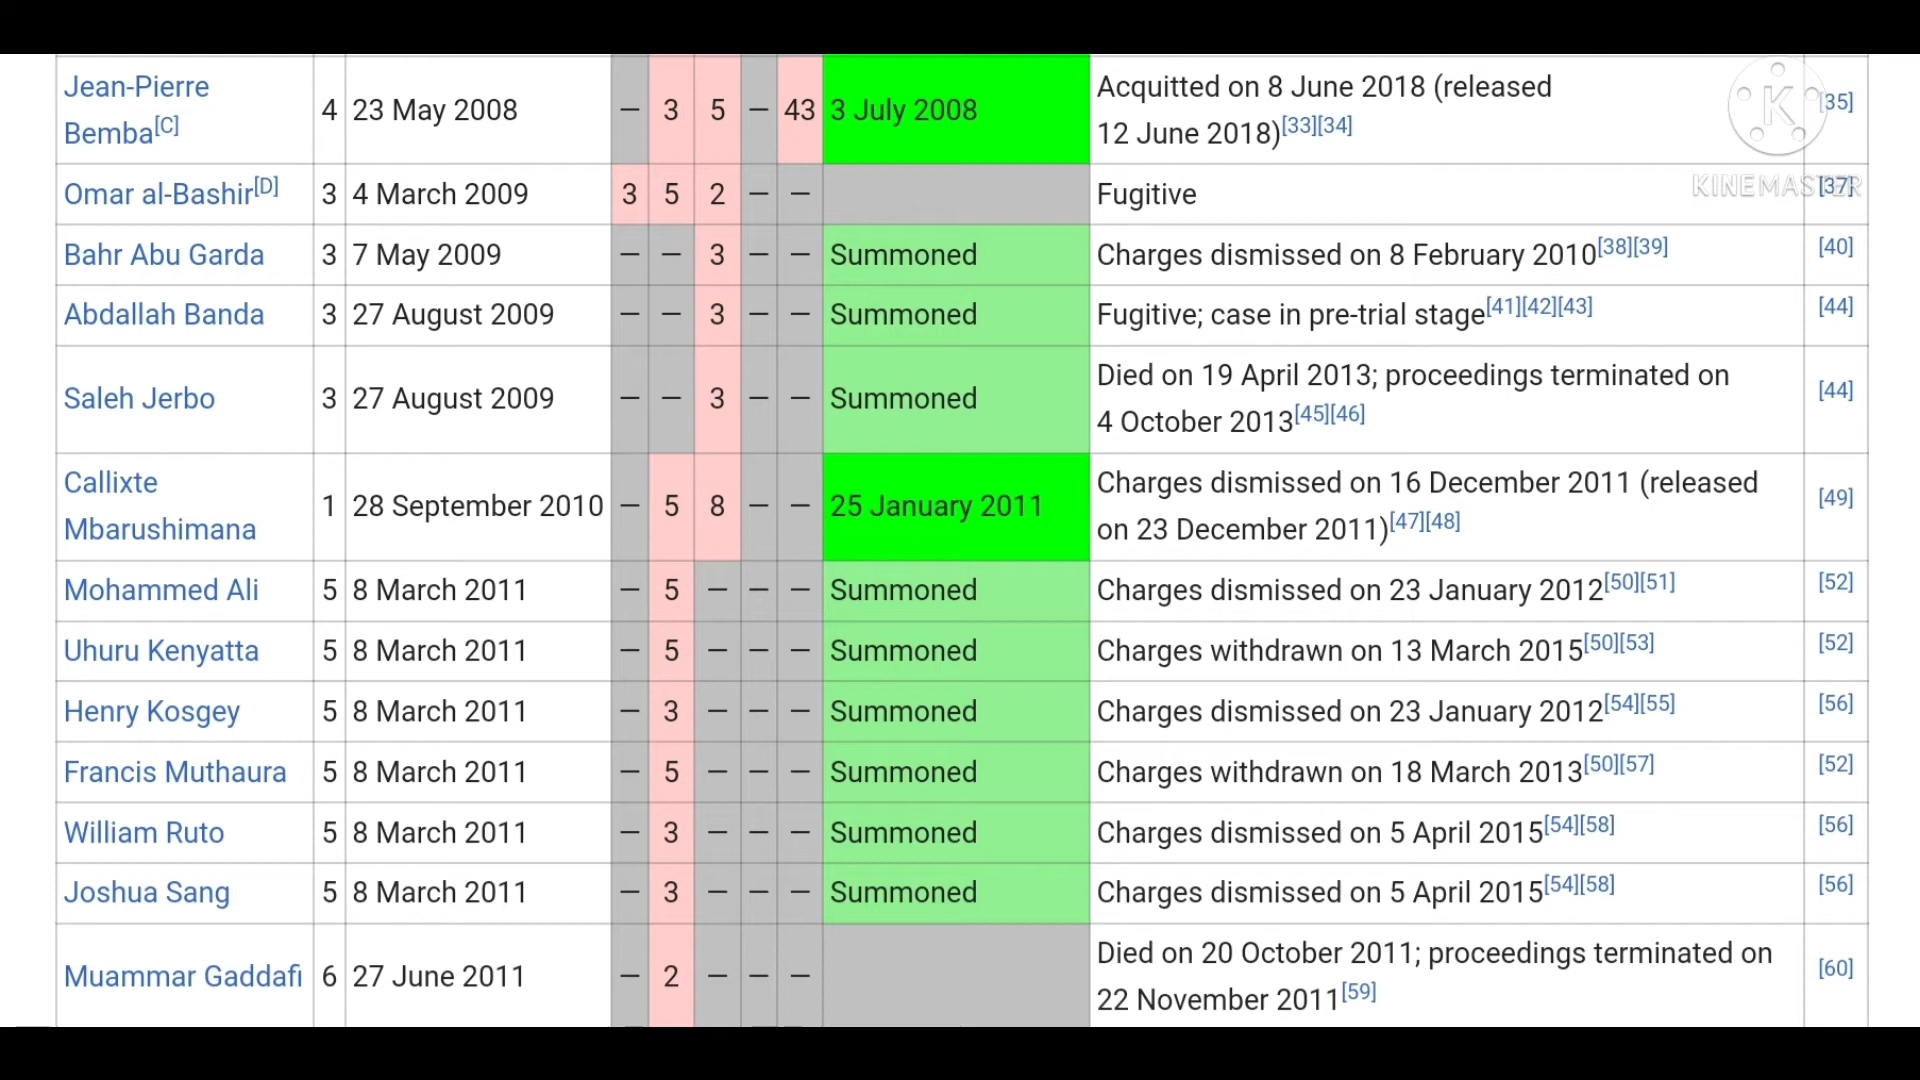 Jean-Pierre Bemba[C] 4 23 May 2008 – 3 5 – 43 3 July 2008 Acquitted on 8 June 2018 (released 12 June 2018)[33][34] [35]
Omar al-Bashir[D] 3 4 March 2009 3 5 2 – – Fugitive [37]
Bahr Abu Garda 3 7 May 2009 – – 3 – – Summoned Charges dismissed on 8 February 2010[38][39] [40]
Abdallah Banda 3 27 August 2009 – – 3 – – Summoned Fugitive; case in pre-trial stage[41][42][43] [44]
Saleh Jerbo 3 27 August 2009 – – 3 – – Summoned Died on 19 April 2013; proceedings terminated on 4 October 2013[45][46] [44]
Callixte Mbarushimana 1 28 September 2010 – 5 8 – – 25 January 2011 Charges dismissed on 16 December 2011 (released on 23 December 2011)[47][48] [49]
Mohammed Ali 5 8 March 2011 – 5 – – – Summoned Charges dismissed on 23 January 2012[50][51] [52]
Uhuru Kenyatta 5 8 March 2011 – 5 – – – Summoned Charges withdrawn on 13 March 2015[50][53] [52]
Henry Kosgey 5 8 March 2011 – 3 – – – Summoned Charges dismissed on 23 January 2012[54][55] [56]
Francis Muthaura 5 8 March 2011 – 5 – – – Summoned Charges withdrawn on 18 March 2013[50][57] [52]
William Ruto 5 8 March 2011 – 3 – – – Summoned Charges dismissed on 5 April 2015[54][58] [56]
Joshua Sang 5 8 March 2011 – 3 – – – Summoned Charges dismissed on 5 April 2015[54][58] [56]
Muammar Gaddafi 6 27 June 2011 – 2 – – – Died on 20 October 2011; proceedings terminated on 22 November 2011[59] [60]
K
KINEMASTER